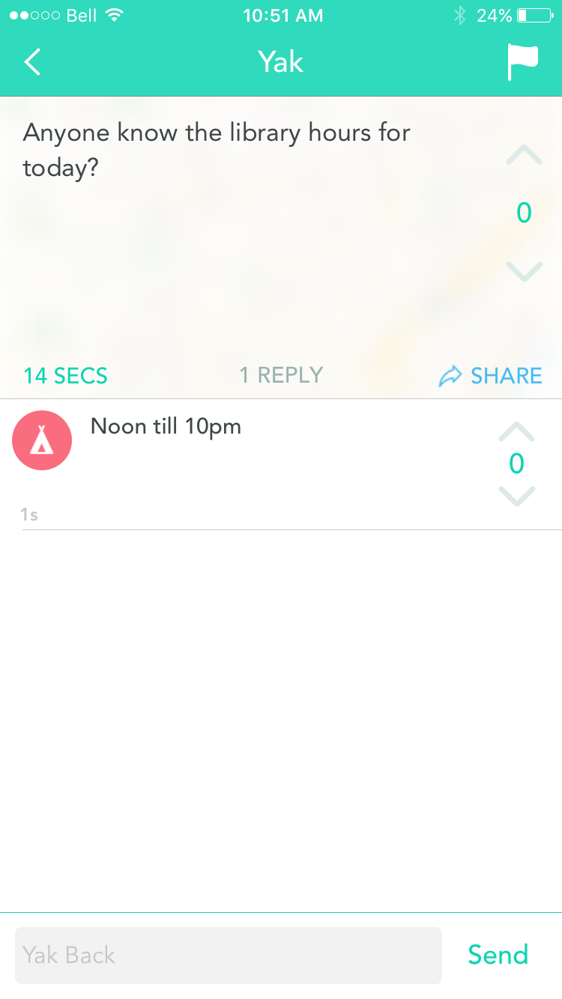 Bell 10:51 AM 24%
Yak
Anyone know the library hours for
today?
0
14 SECS 1 REPLY SHARE
Noon till 10pm
0
1s
Yak Back Send